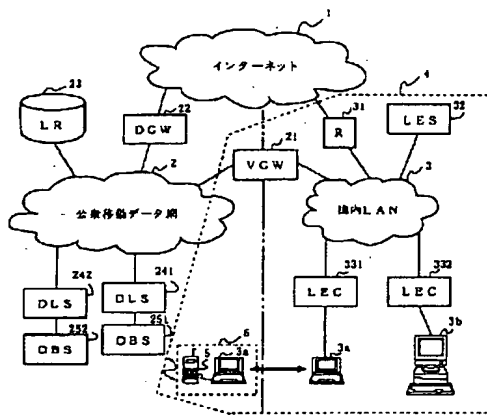 1
インターネット
23
LR
22
DGW
21
VGW
31
R
4
32
LES
2
公衆移動データ網
3
構内LAN
242
DLS
241
DLS
252
DBS
251
DBS
331
LEC
332
LEC
6
5
3a
3a
3b